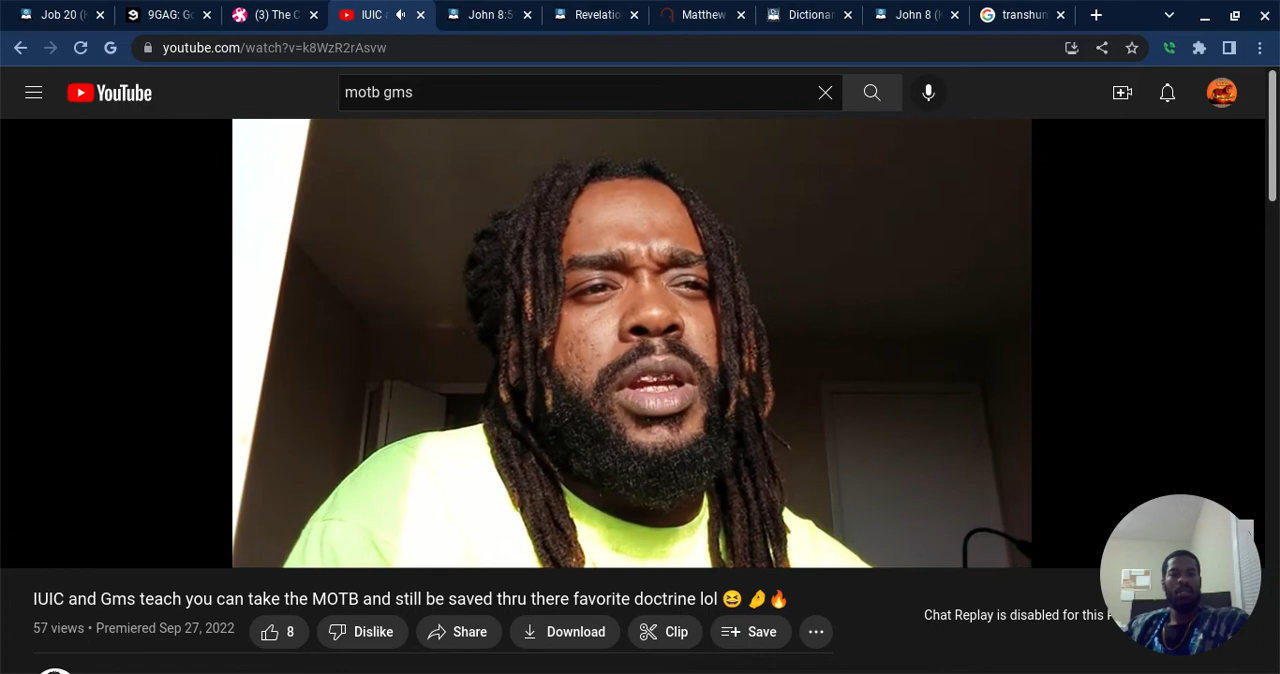 Job 20 (
9GAG: G
(3) The C
IUIC a
John 8:5
Revelatio
Matthew
Dictionar
John 8 (
transhun
youtube.com/watch?v=k8WzR2rAsvw
YouTube
motb gms
IUIC and Gms teach you can take the MOTB and still be saved thru there favorite doctrine lol 😆 🤌🔥
57 views • Premiered Sep 27, 2022
8
Dislike
Share
Download
Clip
Save
Chat Replay is disabled for this